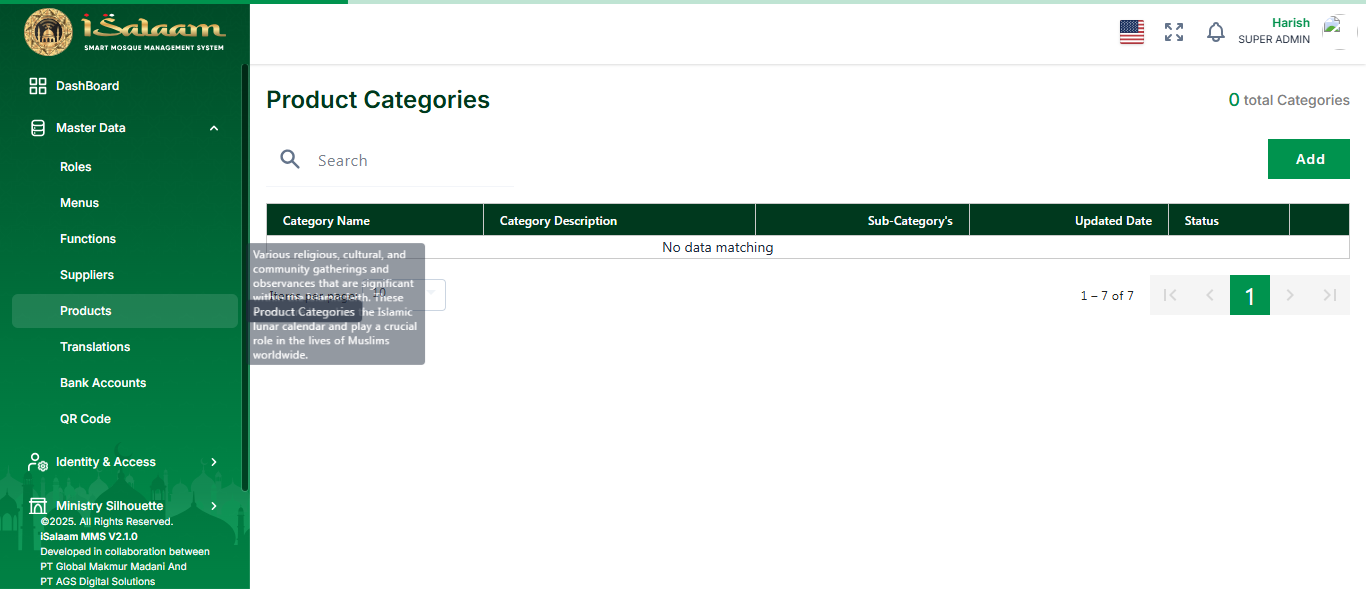 iSalaam
SMART MOSQUE MANAGEMENT SYSTEM
Harish
SUPER ADMIN
DashBoard
Master Data
Roles
Menus
Functions
Suppliers
Products
Translations
Bank Accounts
QR Code
Identity & Access
Ministry Silhouette
©2025. All Rights Reserved.
iSalaam MMS V2.1.0
Developed in collaboration between
PT Global Makmur Madani And
PT AGS Digital Solutions
Product Categories
0 total Categories
Search
Add
Category Name Category Description Sub-Category's Updated Date Status
No data matching
Various religious, cultural, and
community gatherings and
observances that are significant
These
Product Categories the Islamic
lunar calendar and play a crucial
role in the lives of Muslims
worldwide.
Items per page: 10
1 – 7 of 7
1